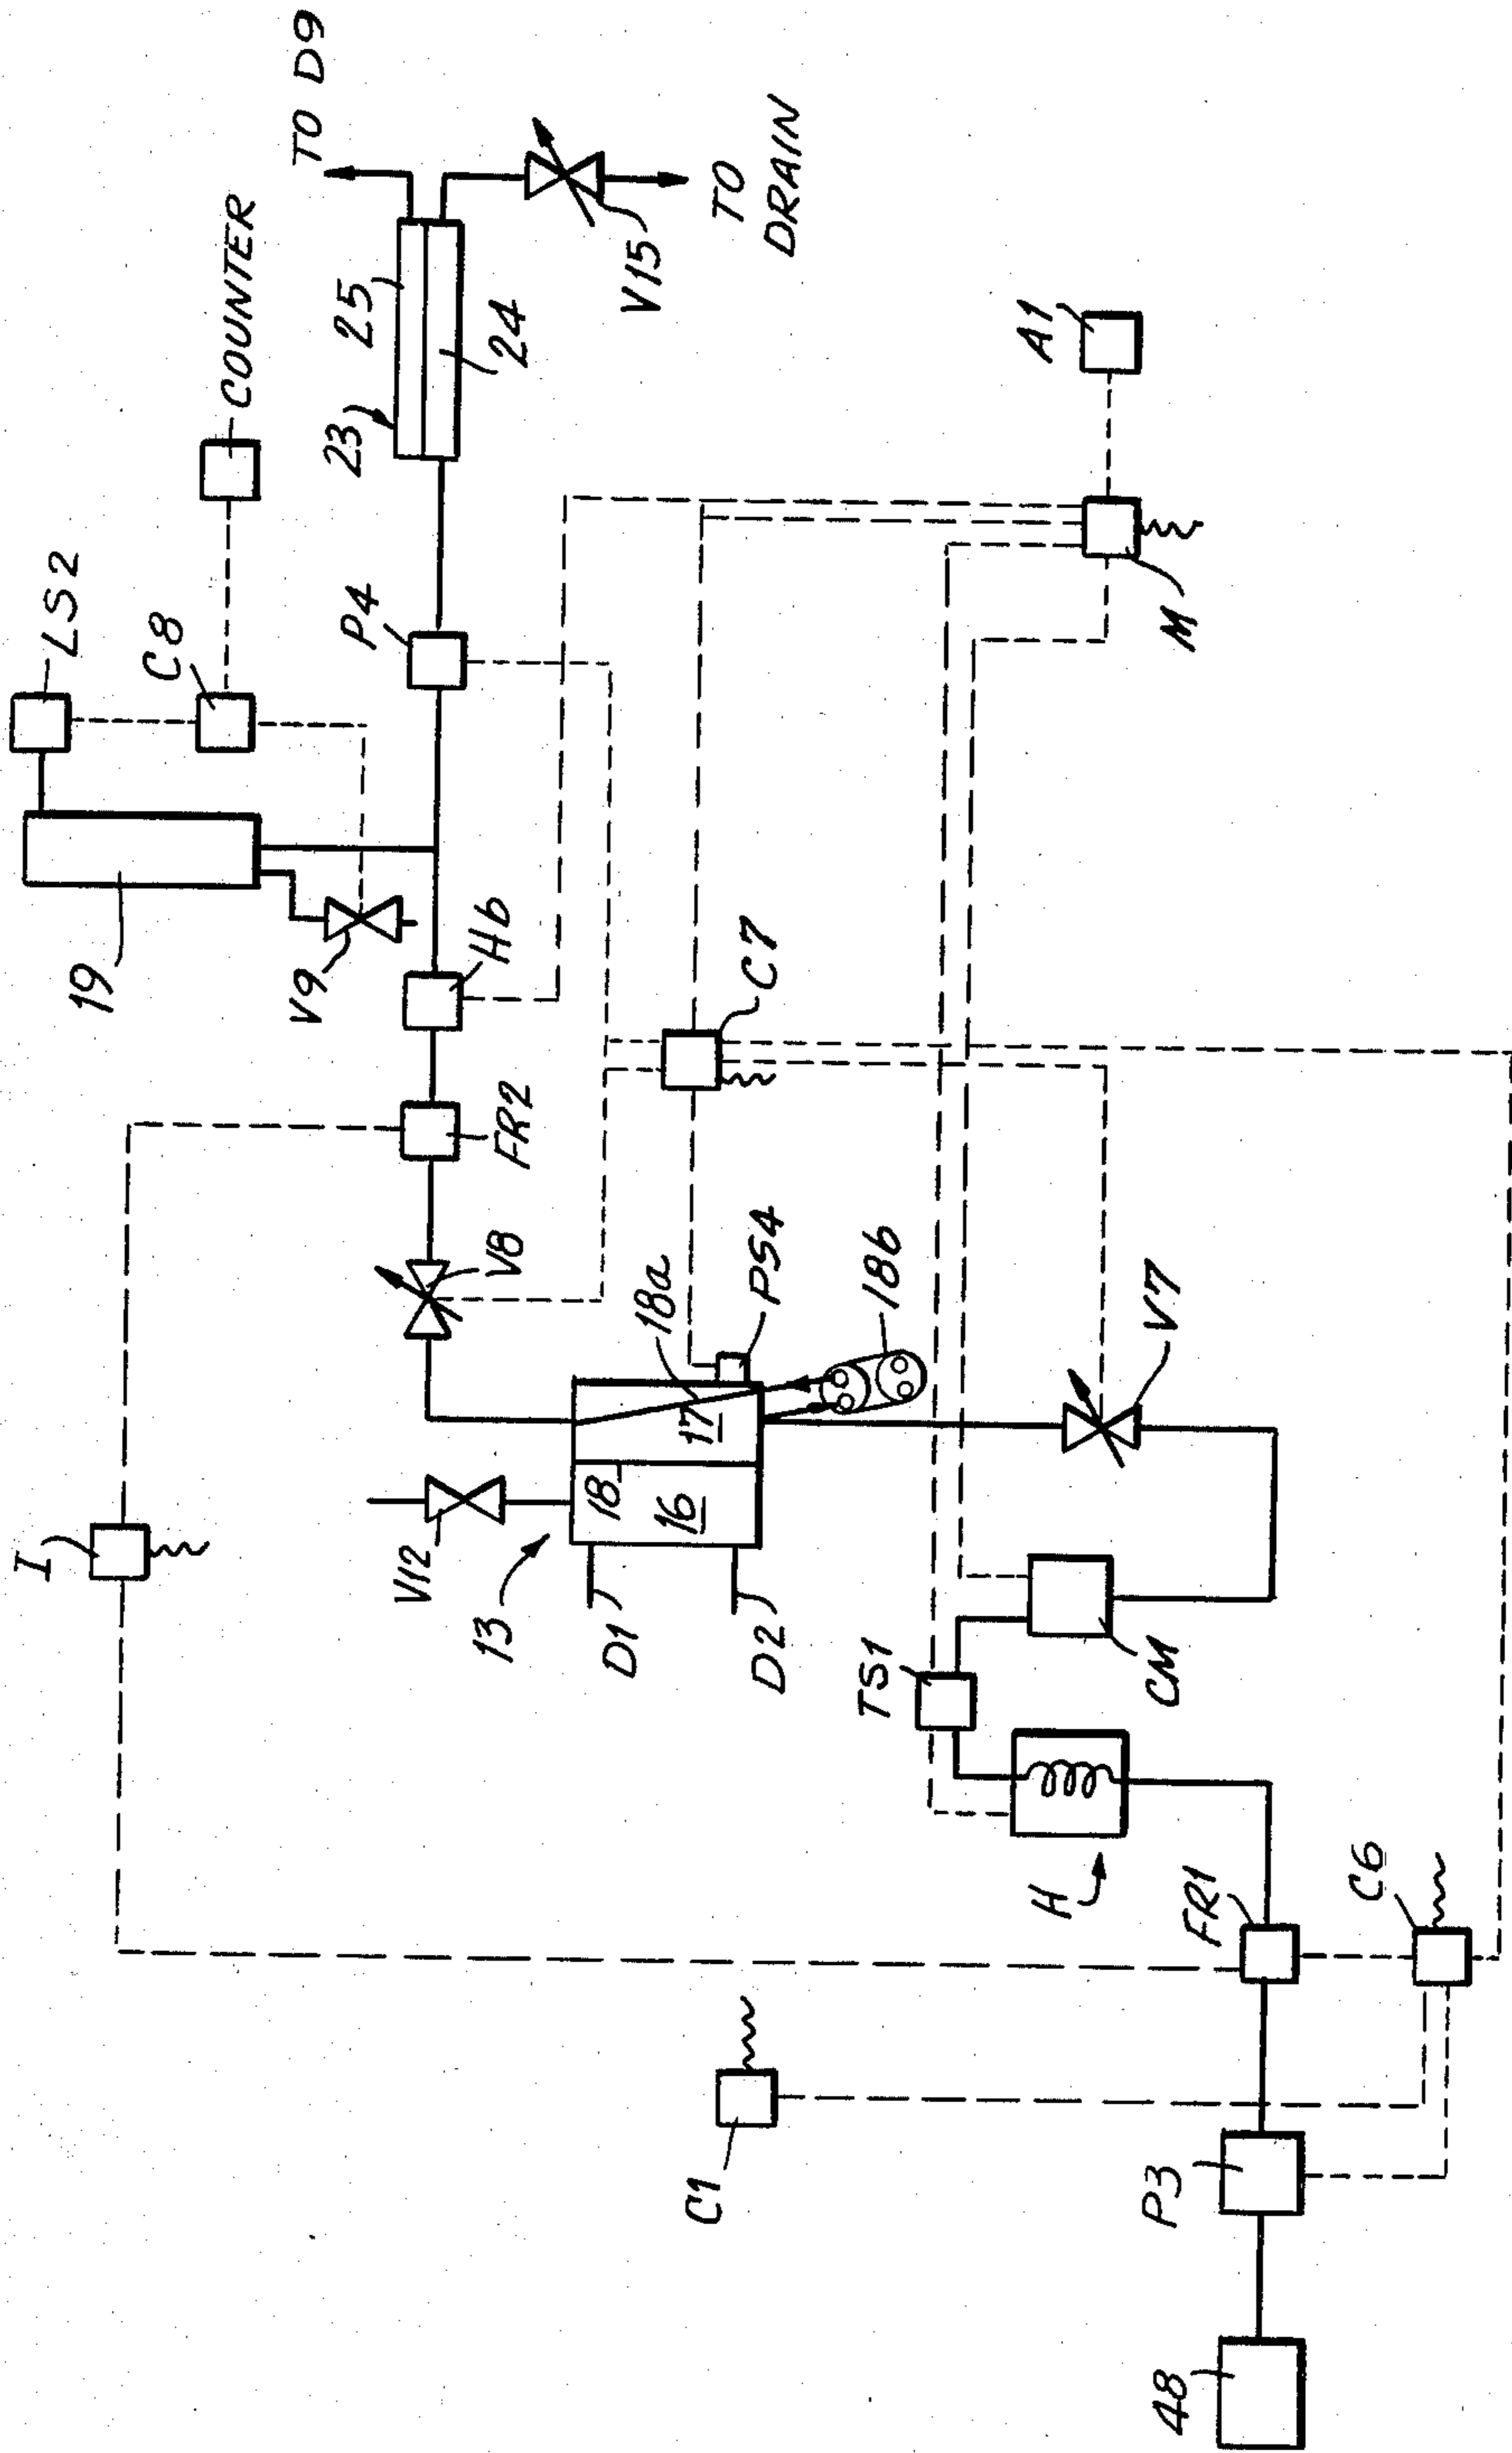 TO D9
COUNTER
LS2
C8
25
23
24
V15
TO
DRAIN
P4
19
V9
Hb
FR2
A1
M
C7
I
V8
18a
PS4
18b
V12
13
18
17
16
D1
D2
V7
TS1
CM
H
FR1
C6
C1
P3
48